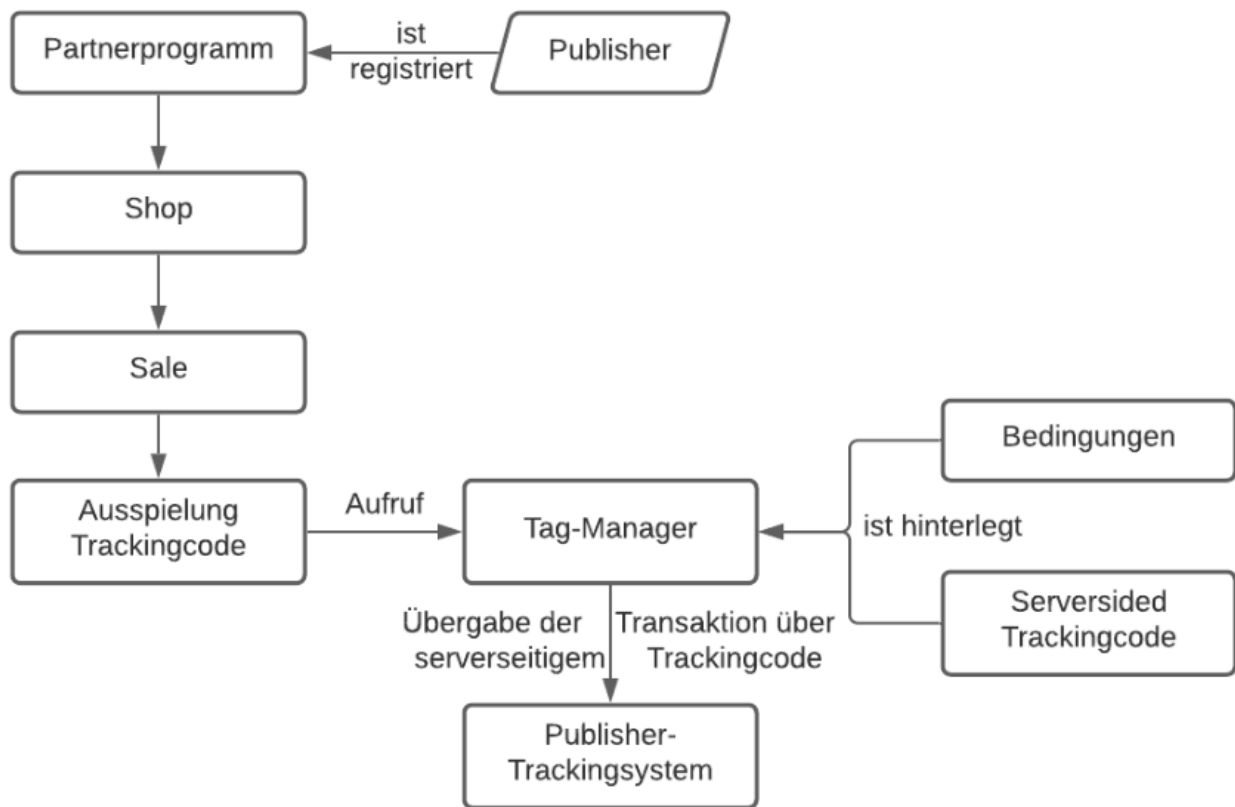 Partnerprogramm
ist
registriert
Publisher
Shop
Sale
Ausspielung
Trackingcode
Aufruf
Tag-Manager
Bedingungen
ist hinterlegt
Serversided
Trackingcode
Übergabe der Transaktion über
serverseitigem Trackingcode
Publisher-
Trackingsystem